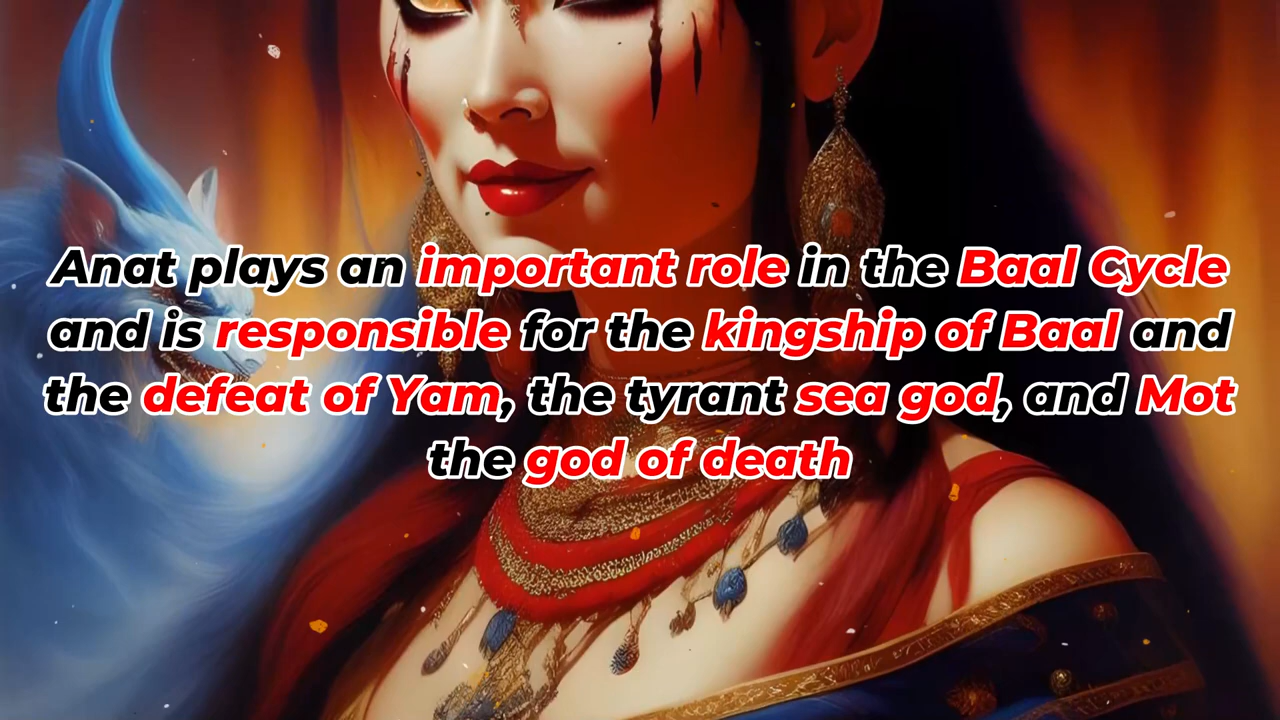 Anat plays an important role in the Baal Cycle
and is responsible for the kingship of Baal and
the defeat of Yam, the tyrant sea god, and Mot
the god of death